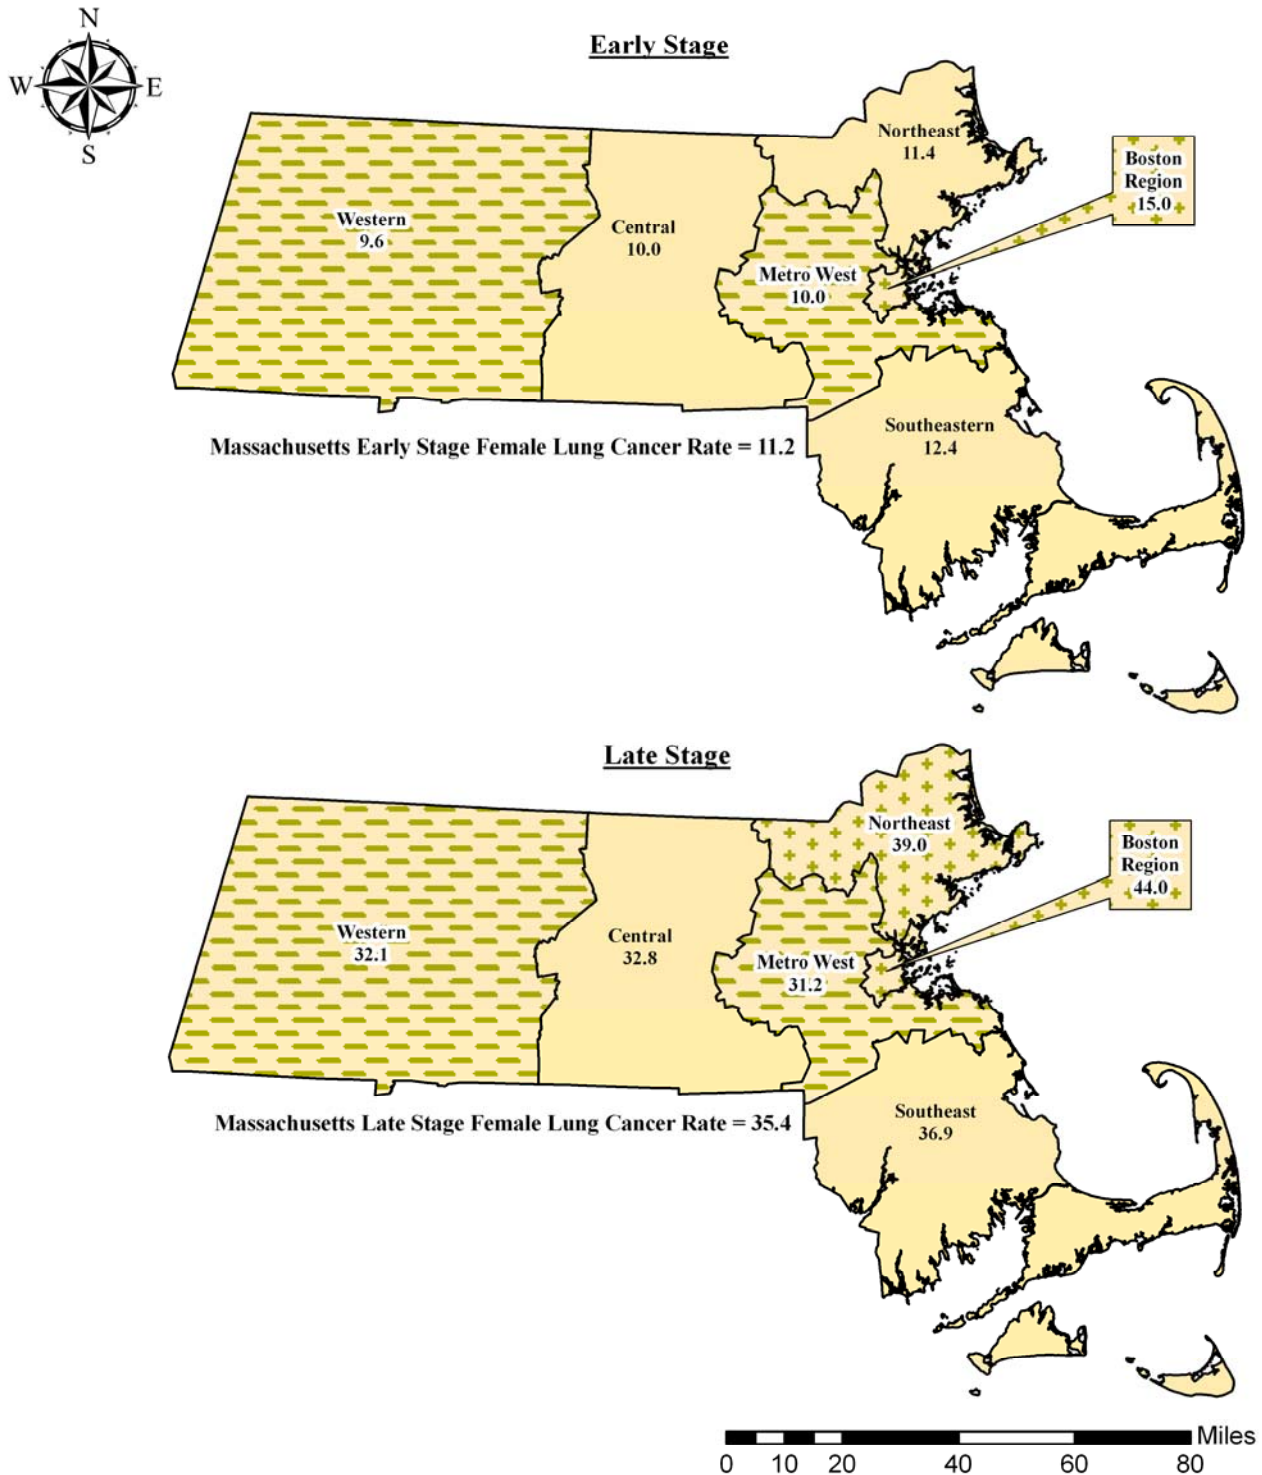 N
W E
S
Early Stage
Northeast
11.4
Boston
Region
15.0
Western
9.6
Central
10.0
Metro West
10.0
Southeastern
12.4
Massachusetts Early Stage Female Lung Cancer Rate = 11.2
Late Stage
Northeast
39.0
Boston
Region
44.0
Western
32.1
Central
32.8
Metro West
31.2
Southeast
36.9
Massachusetts Late Stage Female Lung Cancer Rate = 35.4
Miles
0 10 20 40 60 80